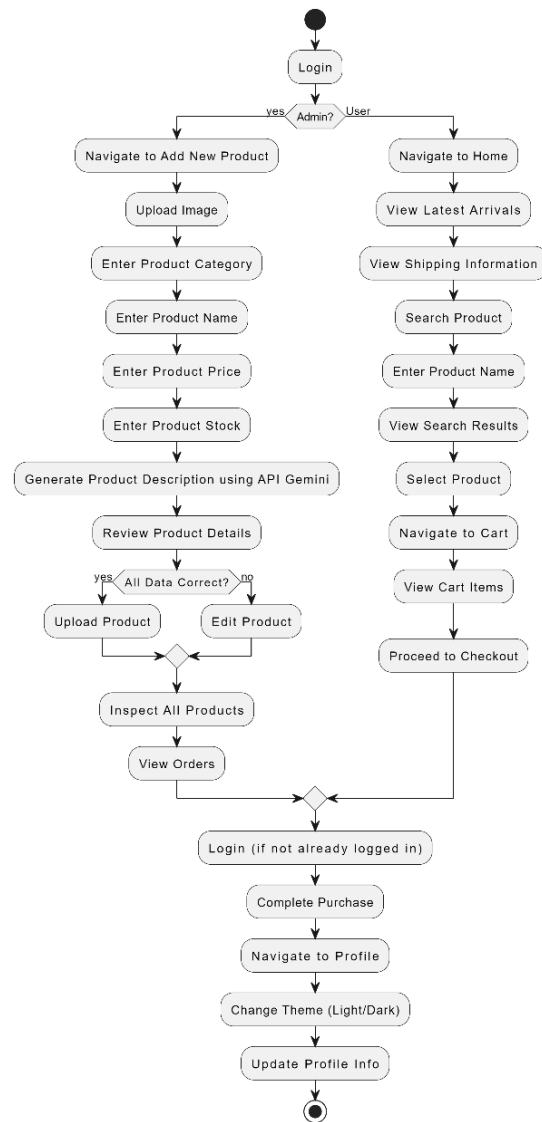 Login
yes
Admin?
User
Navigate to Add New Product
Navigate to Home
Upload Image
View Latest Arrivals
Enter Product Category
View Shipping Information
Enter Product Name
Search Product
Enter Product Price
Enter Product Name
Enter Product Stock
View Search Results
Generate Product Description using API Gemini
Select Product
Review Product Details
Navigate to Cart
yes
All Data Correct?
no
View Cart Items
Upload Product
Edit Product
Proceed to Checkout
Inspect All Products
View Orders
Login (if not already logged in)
Complete Purchase
Navigate to Profile
Change Theme (Light/Dark)
Update Profile Info